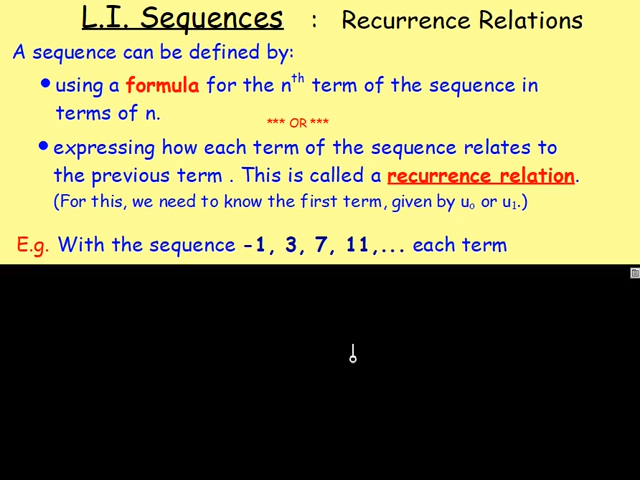 L.I. Sequences : Recurrence Relations
A sequence can be defined by:
• using a formula for the nth term of the sequence in
terms of n.
*** OR ***
• expressing how each term of the sequence relates to
the previous term . This is called a recurrence relation.
(For this, we need to know the first term, given by u₀ or u₁.)
E.g. With the sequence -1, 3, 7, 11,... each term